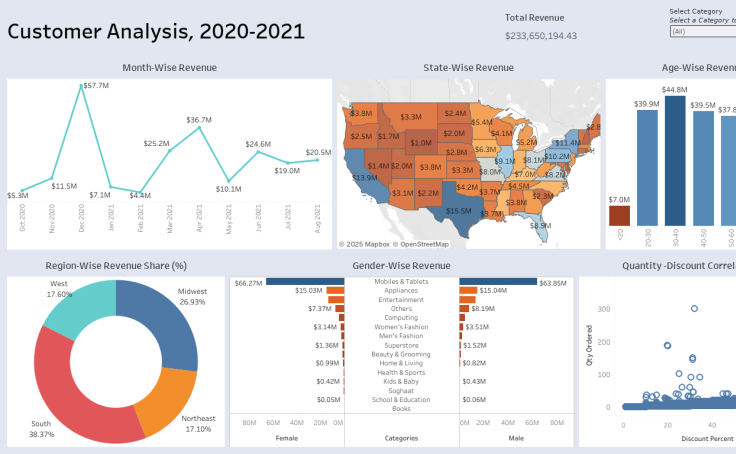 Customer Analysis, 2020-2021
Total Revenue
$233,650,194.43
Select Category
Select a Category to
(All)
Month-Wise Revenue
$57.7M
$36.7M
$25.2M
$24.6M
$20.5M
$19.0M
$11.5M
$10.1M
$7.1M
$5.3M
$4.4M
Oct 2020
Nov 2020
Dec 2020
Jan 2021
Feb 2021
Mar 2021
Apr 2021
May 2021
Jun 2021
Jul 2021
Aug 2021
State-Wise Revenue
$3.8M
$3.3M
$2.4M
$5.4M
$2.8
$2.5M
$1.7M
$1.0M
$2.0M
$4.1M
$5.2M
$11.4M
$2.8M
$6.3M
$10.2M
$1.4M
$2.0M
$3.8M
$3.3M
$8.0M
$9.1M
$8.1M
$13.9M
$7.0M
$8.2M
$3.1M
$2.2M
$4.2M
$3.7M
$4.5M
$3.8M
$2.3M
$15.5M
$3.7M
$8.9M
© 2025 Mapbox © OpenStreetMap
Age-Wise Revenu
$44.8M
$39.9M
$39.5M
$37.8
$7.0M
<20
20-30
30-40
40-50
50-60
Region-Wise Revenue Share (%)
West
17.60%
Midwest
26.93%
Northeast
17.10%
South
38.37%
Gender-Wise Revenue
$66.27M Mobiles & Tablets $63.85M
$15.03M Appliances $15.04M
Entertainment
$7.37M Others $8.19M
Computing
$3.14M Women's Fashion $3.51M
Men's Fashion
$1.36M Superstore $1.52M
Beauty & Grooming
$0.99M Home & Living $0.82M
Health & Sports
$0.42M Kids & Baby $0.43M
Soghaat
$0.05M School & Education $0.06M
Books
80M 60M 40M 20M 0M 0M 20M 40M 60M 80M
Female Categories Male
Quantity -Discount Correl
Qty Ordered
300
200
100
0
0 20 40
Discount Percent